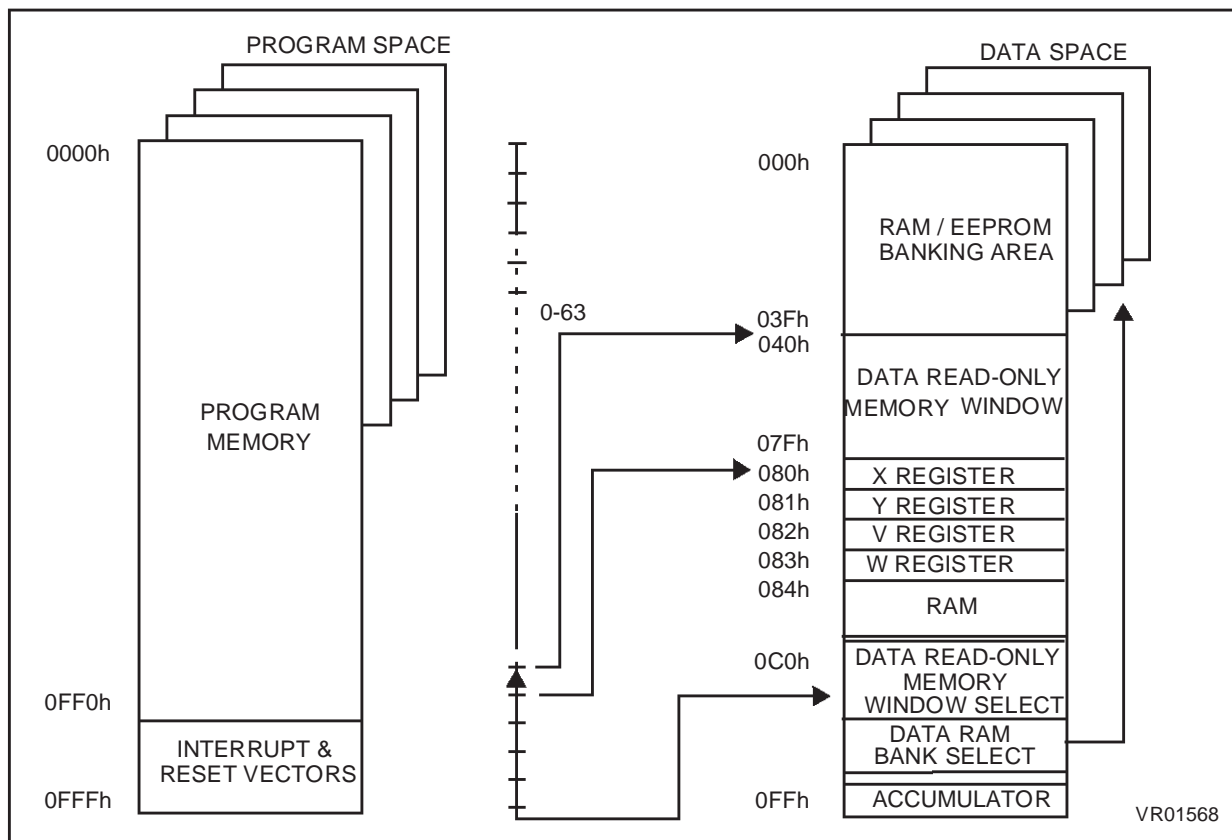 PROGRAM SPACE
0000h
PROGRAM
MEMORY
0FF0h
INTERRUPT &
RESET VECTORS
0FFFh
0-63
DATA SPACE
000h
RAM / EEPROM
BANKING AREA
03Fh
040h
DATA READ-ONLY
MEMORY WINDOW
07Fh
080h
X REGISTER
081h
Y REGISTER
082h
V REGISTER
083h
W REGISTER
084h
RAM
0C0h
DATA READ-ONLY
MEMORY
WINDOW SELECT
DATA RAM
BANK SELECT
0FFh
ACCUMULATOR
VR01568